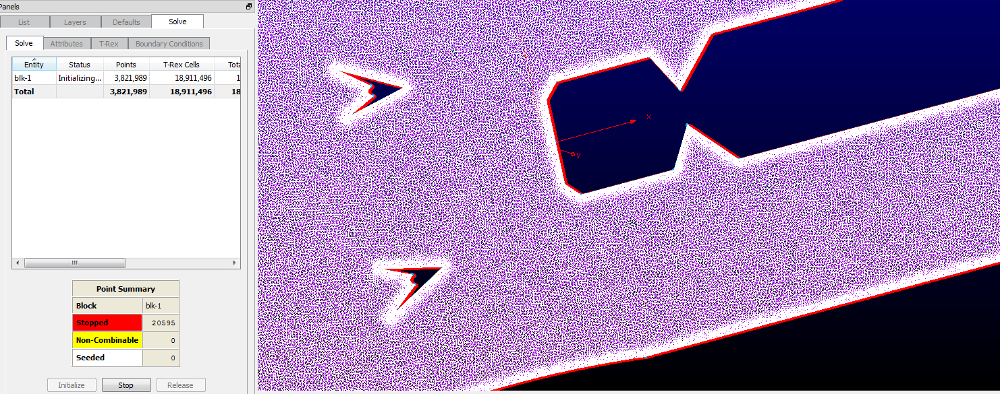 Panels
List Layers Defaults Solve
Solve Attributes T-Rex Boundary Conditions
Entity Status Points T-Rex Cells Tota
blk-1 Initializing... 3,821,989 18,911,496 1
Total 3,821,989 18,911,496 18
x
y
Point Summary
Block blk-1
Stopped 20595
Non-Combinable 0
Seeded 0
Initialize Stop Release